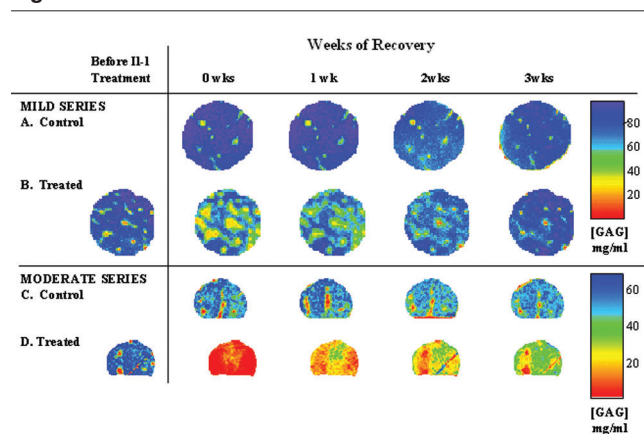 Weeks of Recovery
Before Il-1
Treatment
0 wks
1 wk
2wks
3wks
MILD SERIES
A. Control
80
60
40
20
B. Treated
[GAG]
mg/ml
MODERATE SERIES
C. Control
60
40
20
D. Treated
[GAG]
mg/ml